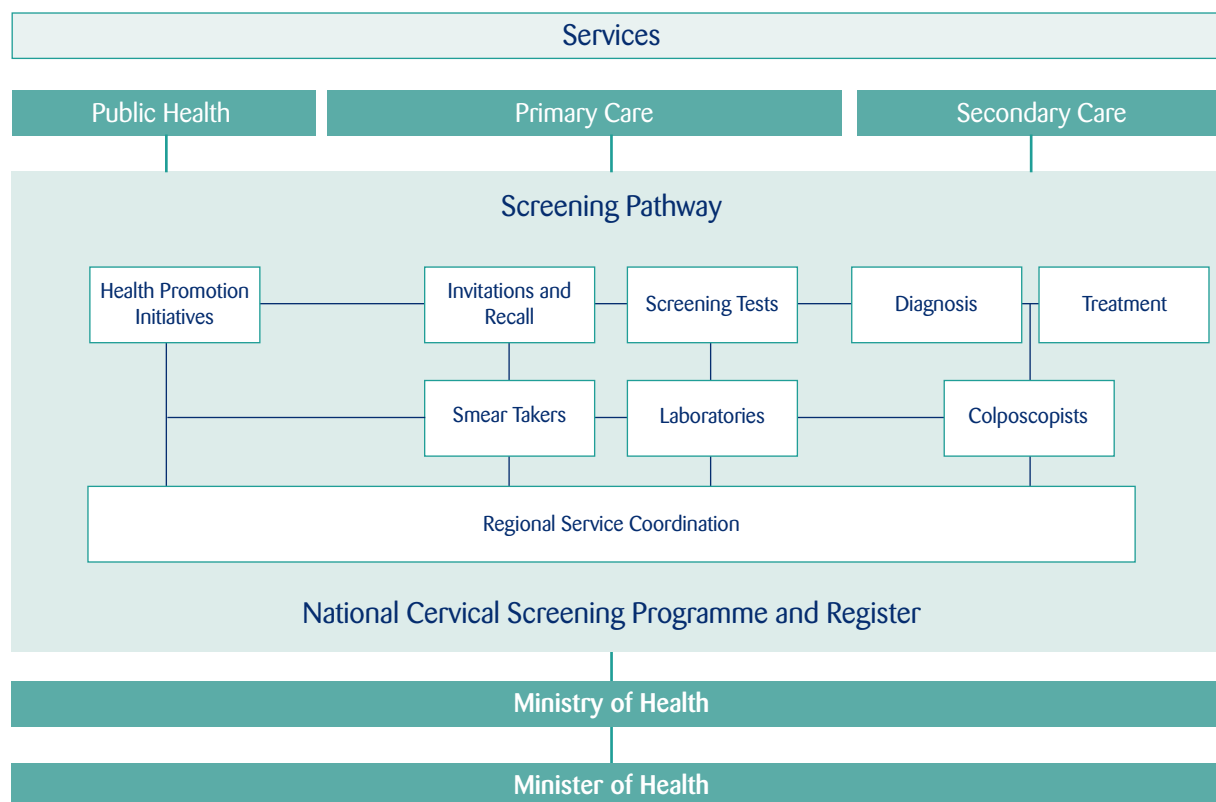 Services
Public Health
Primary Care
Secondary Care
Screening Pathway
Health Promotion
Initiatives
Invitations and
Recall
Screening Tests
Diagnosis
Treatment
Smear Takers
Laboratories
Colposcopists
Regional Service Coordination
National Cervical Screening Programme and Register
Ministry of Health
Minister of Health